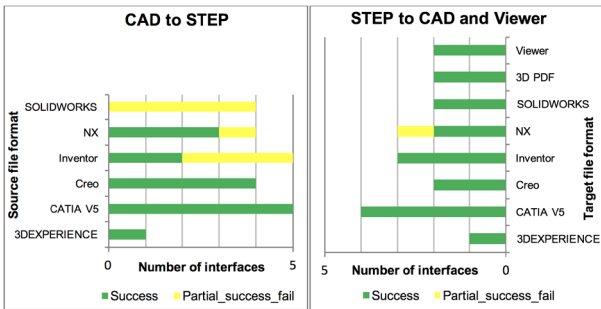 CAD to STEP
Source file format
SOLIDWORKS
NX
Inventor
Creo
CATIA V5
3DEXPERIENCE
0
Number of interfaces
5
Success
Partial_success_fail
STEP to CAD and Viewer
Viewer
3D PDF
SOLIDWORKS
NX
Inventor
Creo
CATIA V5
3DEXPERIENCE
Target file format
5
Number of interfaces
0
Success
Partial_success_fail